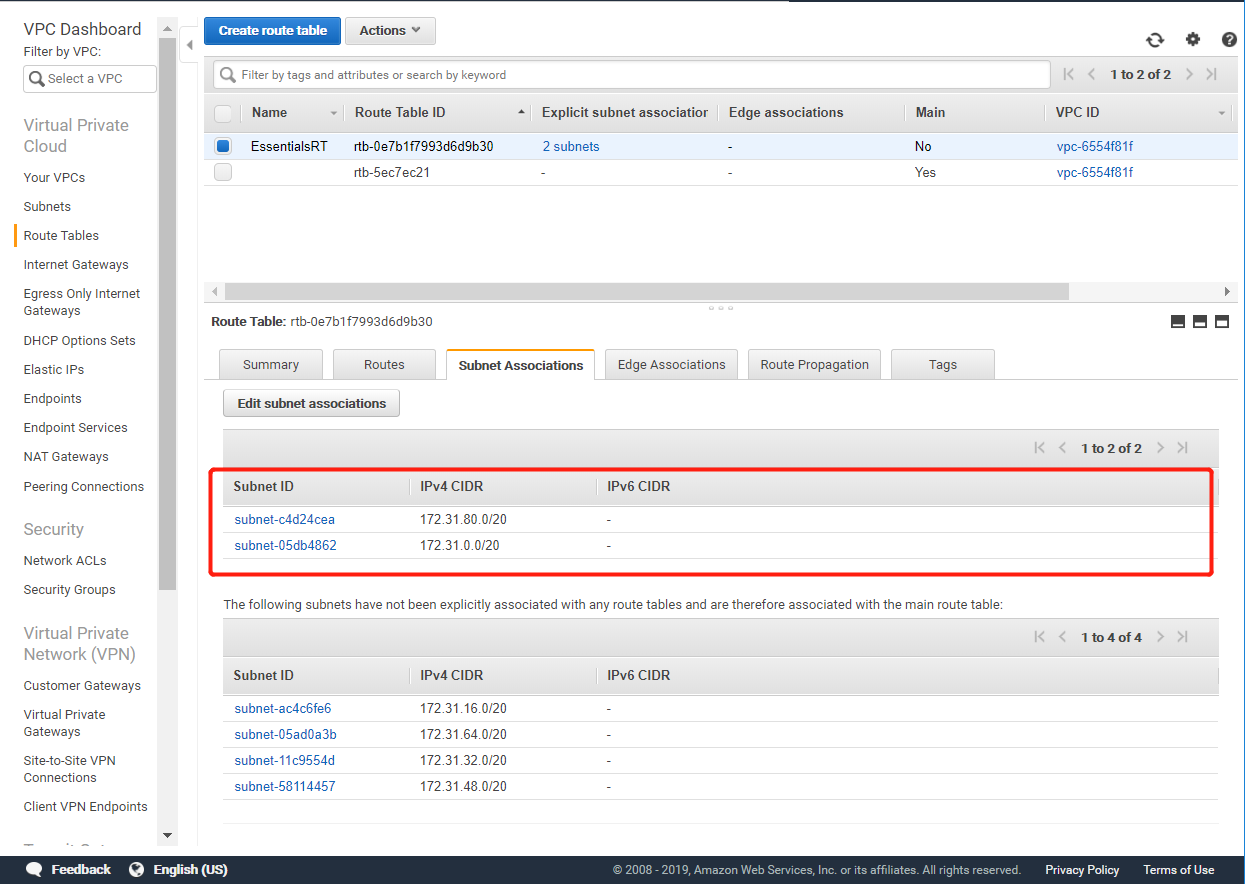 VPC Dashboard
Filter by VPC:
Select a VPC
Virtual Private
Cloud
Your VPCs
Subnets
Route Tables
Internet Gateways
Egress Only Internet
Gateways
DHCP Options Sets
Elastic IPs
Endpoints
Endpoint Services
NAT Gateways
Peering Connections
Security
Network ACLs
Security Groups
Virtual Private
Network (VPN)
Customer Gateways
Virtual Private
Gateways
Site-to-Site VPN
Connections
Client VPN Endpoints
Create route table Actions
Filter by tags and attributes or search by keyword 1 to 2 of 2
Name Route Table ID Explicit subnet association Edge associations Main VPC ID
EssentialsRT rtb-0e7b1f7993d6d9b30 2 subnets - No vpc-6554f81f
rtb-5ec7ec21 - - Yes vpc-6554f81f
Route Table: rtb-0e7b1f7993d6d9b30
Summary Routes Subnet Associations Edge Associations Route Propagation Tags
Edit subnet associations
1 to 2 of 2
Subnet ID IPv4 CIDR IPv6 CIDR
subnet-c4d24cea 172.31.80.0/20 -
subnet-05db4862 172.31.0.0/20 -
The following subnets have not been explicitly associated with any route tables and are therefore associated with the main route table:
1 to 4 of 4
Subnet ID IPv4 CIDR IPv6 CIDR
subnet-ac4c6fe6 172.31.16.0/20 -
subnet-05ad0a3b 172.31.64.0/20 -
subnet-11c9554d 172.31.32.0/20 -
subnet-58114457 172.31.48.0/20 -
Feedback English (US) © 2008 - 2019, Amazon Web Services, Inc. or its affiliates. All rights reserved. Privacy Policy Terms of Use